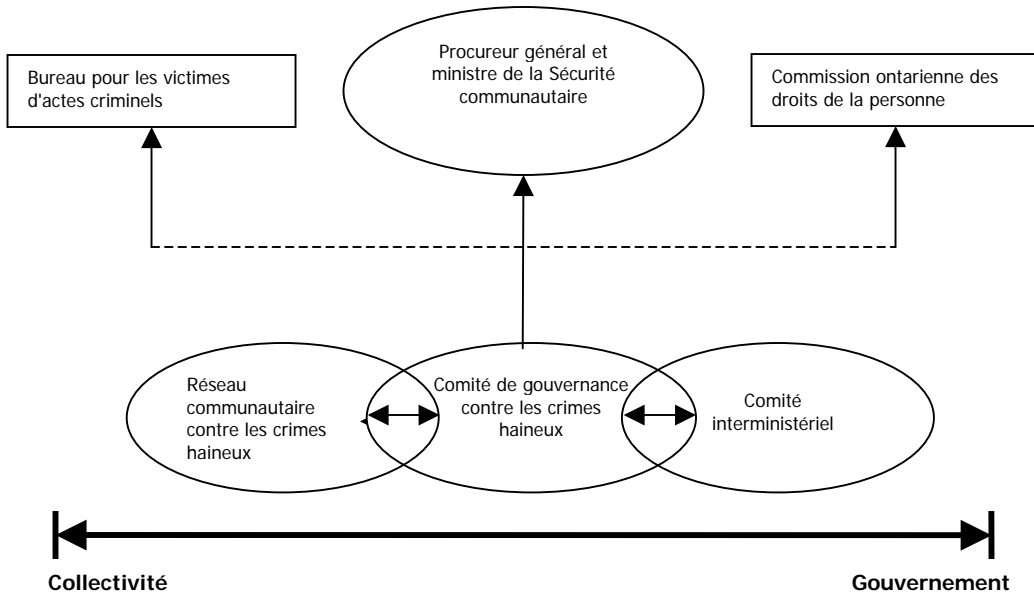 Bureau pour les victimes
d'actes criminels
Procureur général et
ministre de la Sécurité
communautaire
Commission ontarienne des
droits de la personne
Réseau
communautaire
contre les crimes
haineux
Comité de gouvernance
contre les crimes
haineux
Comité
interministériel
Collectivité
Gouvernement